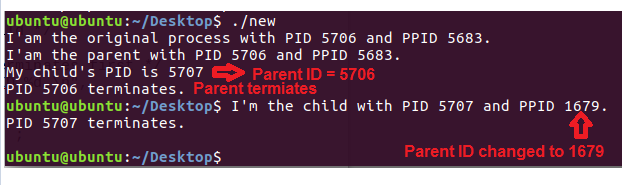 ubuntu@ubuntu:~/Desktop$ ./new
I'am the original process with PID 5706 and PPID 5683.
I'am the parent with PID 5706 and PPID 5683.
My child's PID is 5707 Parent ID = 5706
PID 5706 terminates. Parent termiates
ubuntu@ubuntu:~/Desktop$ I'm the child with PID 5707 and PPID 1679.
PID 5707 terminates.
Parent ID changed to 1679
ubuntu@ubuntu:~/Desktop$